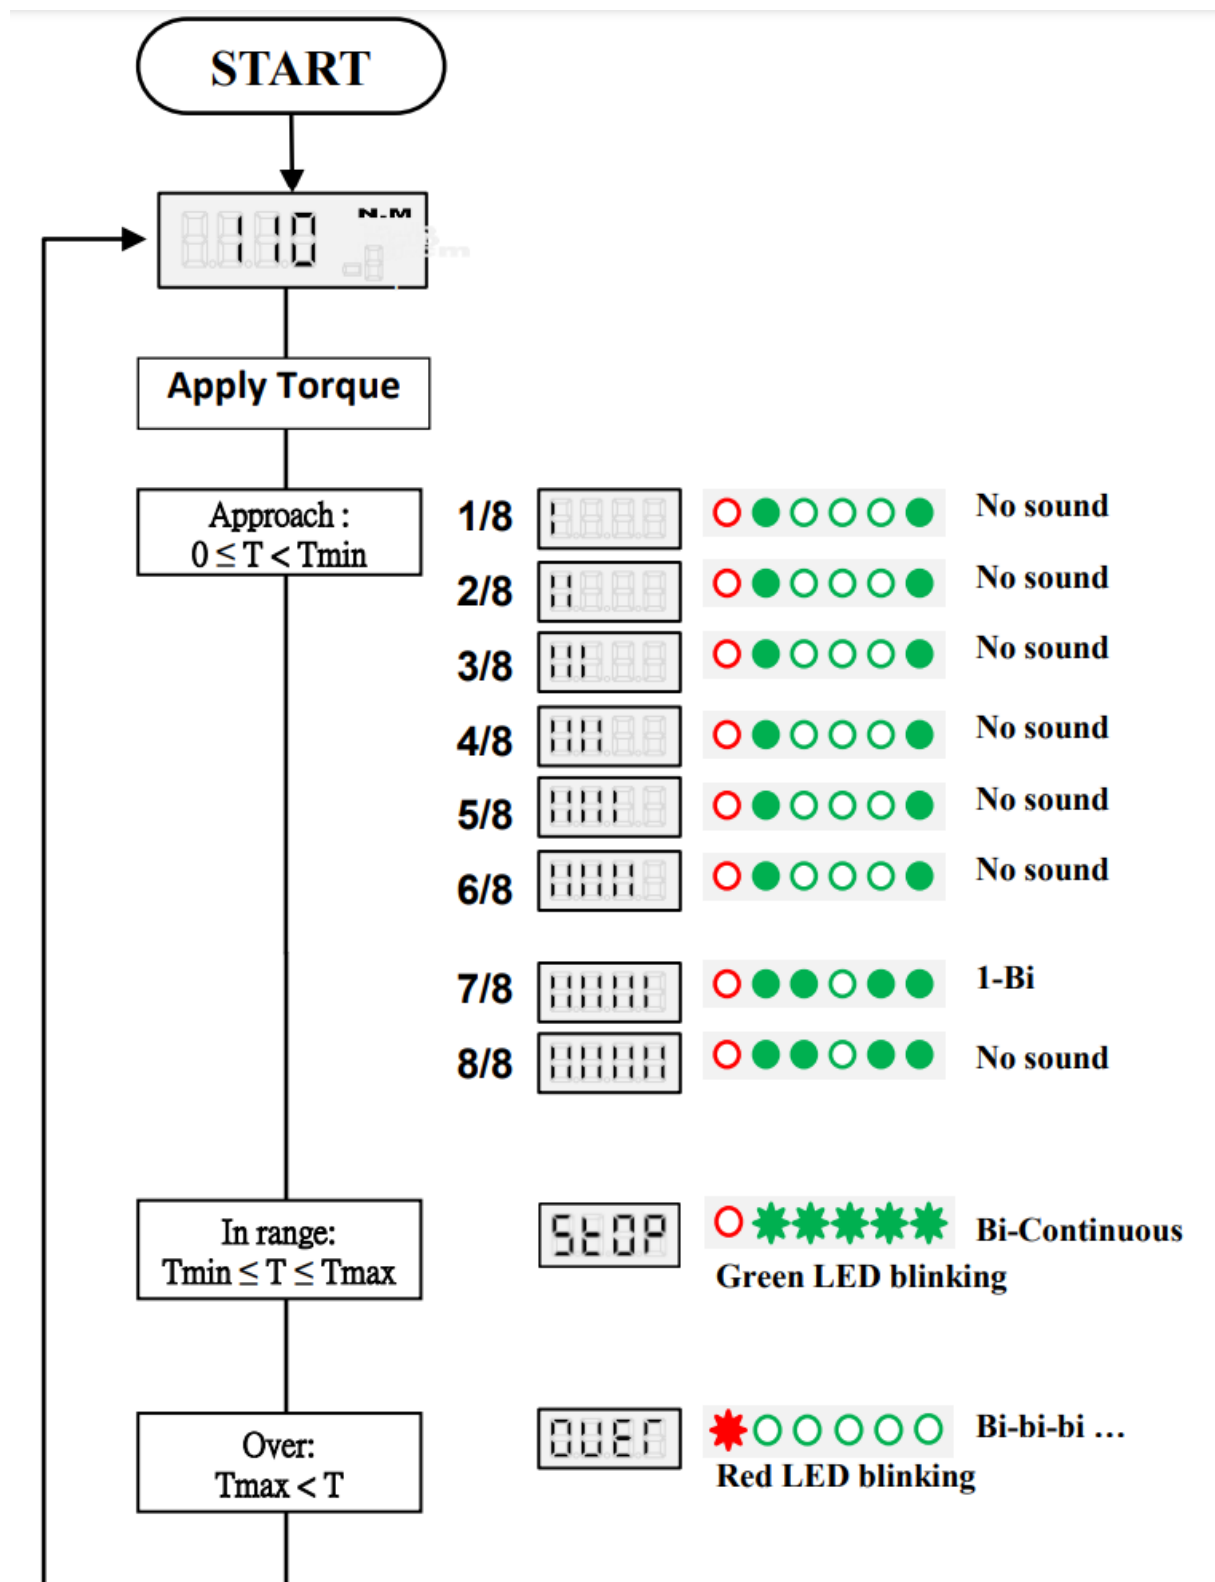 START
110 N.M
Apply Torque
Approach :
0 ≤ T < Tmin
1/8 No sound
2/8 No sound
3/8 No sound
4/8 No sound
5/8 No sound
6/8 No sound
7/8 1-Bi
8/8 No sound
In range:
Tmin ≤ T ≤ Tmax
StOP
Bi-Continuous
Green LED blinking
Over:
Tmax < T
OUEr
Bi-bi-bi ...
Red LED blinking